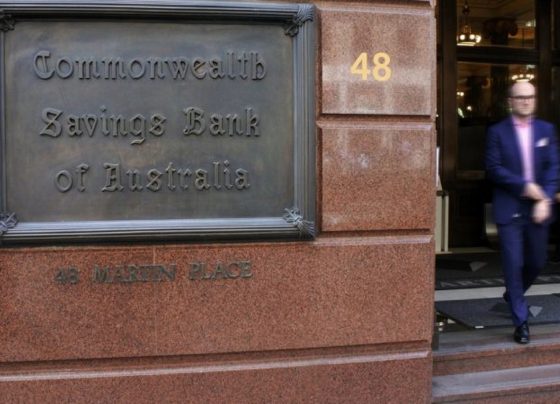 Commonwealth
Savings Bank
of Australia
48
48 MARTIN PLACE